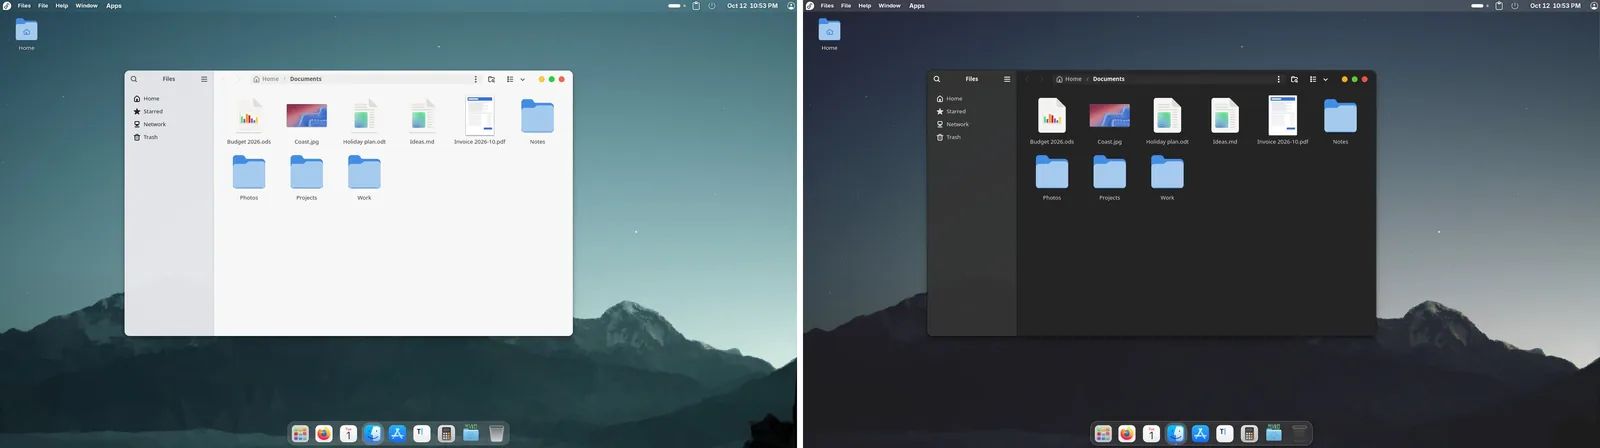 Files File Help Window Apps
Oct 12 10:53 PM
Home
Files
Home / Documents
Home
Starred
Network
Trash
Budget 2026.ods
Coast.jpg
Holiday plan.odt
Ideas.md
Invoice 2026-10.pdf
Notes
Photos
Projects
Work
1
T
Files File Help Window Apps
Oct 12 10:53 PM
Home
Files
Home / Documents
Home
Starred
Network
Trash
Budget 2026.ods
Coast.jpg
Holiday plan.odt
Ideas.md
Invoice 2026-10.pdf
Notes
Photos
Projects
Work
1
T